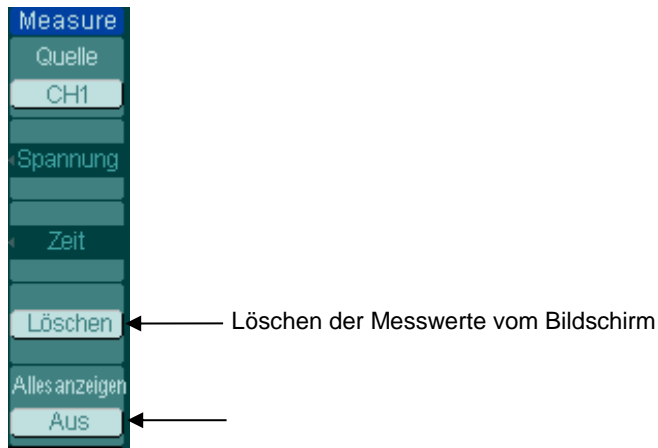 Measure
Quelle
CH1
Spannung
Zeit
Löschen
Löschen der Messwerte vom Bildschirm
Alles anzeigen
Aus